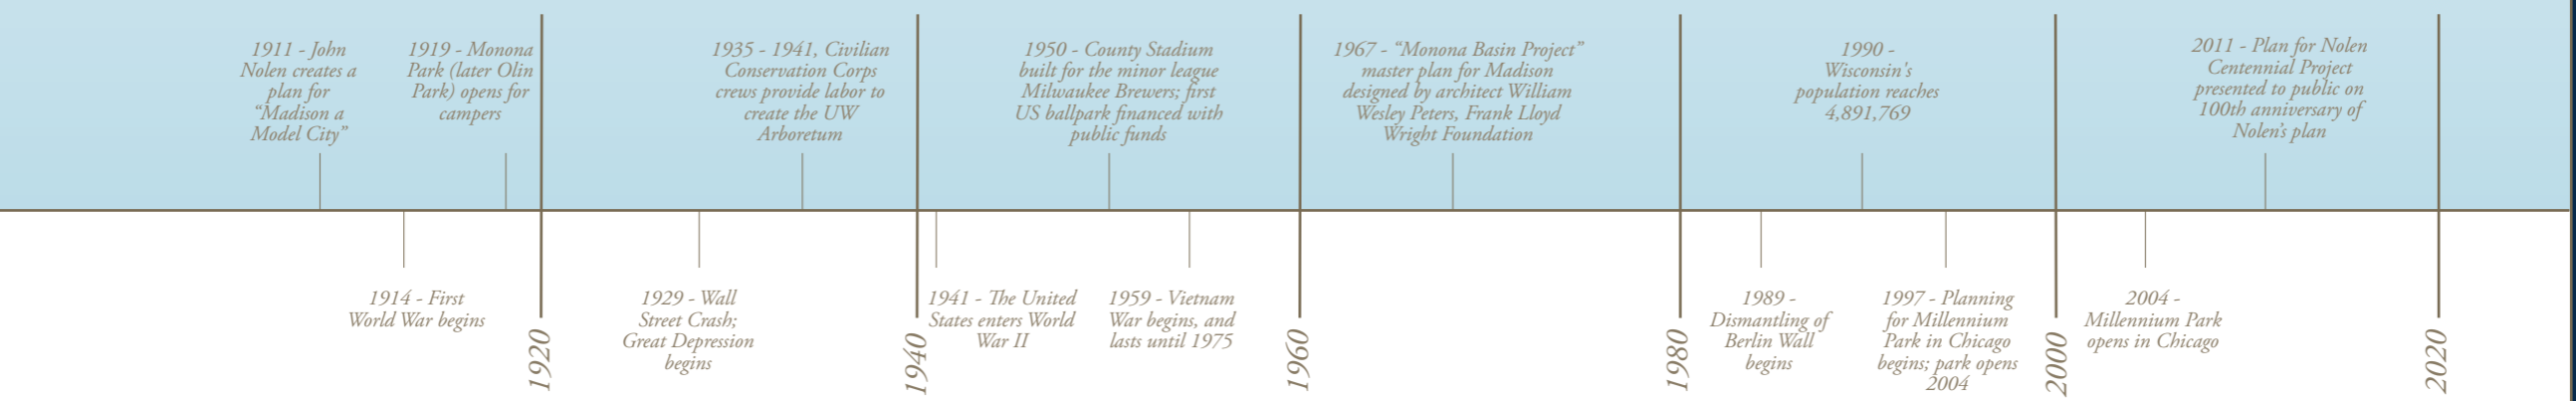 1911 - John
Nolen creates a
plan for
“Madison a
Model City”
1919 - Monona
Park (later Olin
Park) opens for
campers
1935 - 1941, Civilian
Conservation Corps
crews provide labor to
create the UW
Arboretum
1950 - County Stadium
built for the minor league
Milwaukee Brewers; first
US ballpark financed with
public funds
1967 - “Monona Basin Project”
master plan for Madison
designed by architect William
Wesley Peters, Frank Lloyd
Wright Foundation
1990 -
Wisconsin's
population reaches
4,891,769
2011 - Plan for Nolen
Centennial Project
presented to public on
100th anniversary of
Nolen’s plan
1914 - First
World War begins
1920
1929 - Wall
Street Crash;
Great Depression
begins
1940
1941 - The United
States enters World
War II
1959 - Vietnam
War begins, and
lasts until 1975
1960
1980
1989 -
Dismantling of
Berlin Wall
begins
1997 - Planning
for Millennium
Park in Chicago
begins; park opens
2004
2000
2004 -
Millennium Park
opens in Chicago
2020